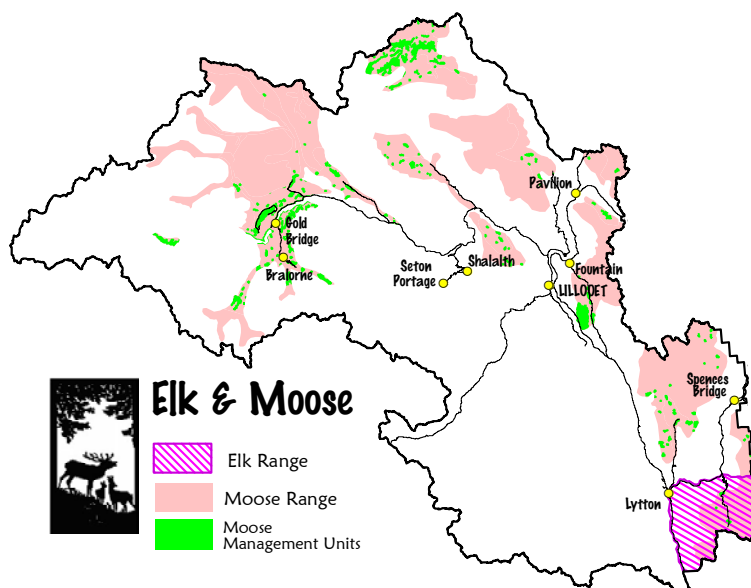 Pavilion
Gold
Bridge
Bralorne
Seton
Portage
Shalalth
Fountain
LILLOOET
Spences
Bridge
Lytton
Elk & Moose
Elk Range
Moose Range
Moose
Management Units